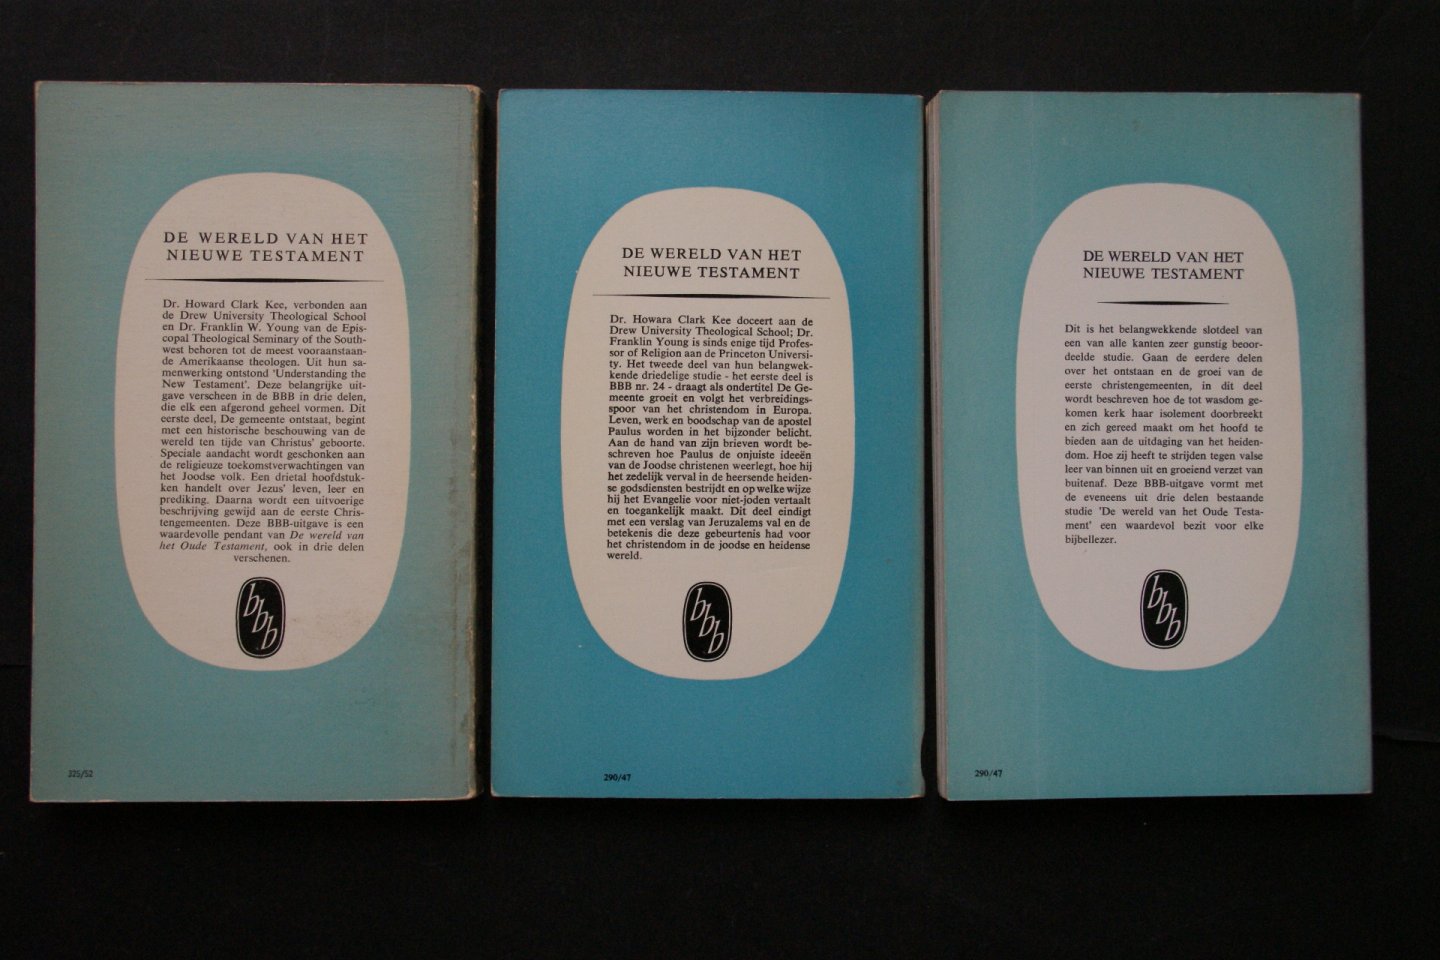 DE WERELD VAN HET
NIEUWE TESTAMENT
Dr. Howard Clark Kee, verbonden aan
de Drew University Theological School
en Dr. Franklin W. Young van de Epis-
copal Theological Seminary of the South-
west behoren tot de meest vooraanstaan-
de Amerikaanse theologen. Uit hun sa-
menwerking ontstond 'Understanding the
New Testament'. Deze belangrijke uit-
gave verscheen in de BBB in drie delen,
die elk een afgerond geheel vormen. Dit
eerste deel, De gemeente ontstaat, begint
met een historische beschouwing van de
wereld ten tijde van Christus' geboorte.
Speciale aandacht wordt geschonken aan
de religieuze toekomstverwachtingen van
het Joodse volk. Een drietal hoofdstuk-
ken handelt over Jezus' leven, leer en
prediking. Daarna wordt een uitvoerige
beschrijving gewijd aan de eerste Chris-
tengemeenten. Deze BBB-uitgave is een
waardevolle pendant van De wereld van
het Oude Testament, ook in drie delen
verschenen.
bbb
325/52
DE WERELD VAN HET
NIEUWE TESTAMENT
Dr. Howara Clark Kee doceert aan de
Drew University Theological School; Dr.
Franklin Young is sinds enige tijd Profes-
sor of Religion aan de Princeton Universi-
ty. Het tweede deel van hun belangwek-
kende driedelige studie - het eerste deel is
BBB nr. 24 - draagt als ondertitel De Ge-
meente groeit en volgt het verbreidings-
spoor van het christendom in Europa.
Leven, werk en boodschap van de apostel
Paulus worden in het bijzonder belicht.
Aan de hand van zijn brieven wordt be-
schreven hoe Paulus de onjuiste ideeën
van de Joodse christenen weerlegt, hoe hij
het zedelijk verval in de heersende heiden-
se godsdiensten bestrijdt en op welke wijze
hij het Evangelie voor niet-joden vertaalt
en toegankelijk maakt. Dit deel eindigt
met een verslag van Jeruzalems val en de
betekenis die deze gebeurtenis had voor
het christendom in de joodse en heidense
wereld.
bbb
290/47
DE WERELD VAN HET
NIEUWE TESTAMENT
Dit is het belangwekkende slotdeel van
een van alle kanten zeer gunstig beoor-
deelde studie. Gaan de eerdere delen
over het ontstaan en de groei van de
eerste christengemeenten, in dit deel
wordt beschreven hoe de tot wasdom ge-
komen kerk haar isolement doorbreekt
en zich gereed maakt om het hoofd te
bieden aan de uitdaging van het heiden-
dom. Hoe zij heeft te strijden tegen valse
leer van binnen uit en groeiend verzet van
buitenaf. Deze BBB-uitgave vormt met
de eveneens uit drie delen bestaande
studie 'De wereld van het Oude Testa-
ment' een waardevol bezit voor elke
bijbellezer.
bbb
290/47